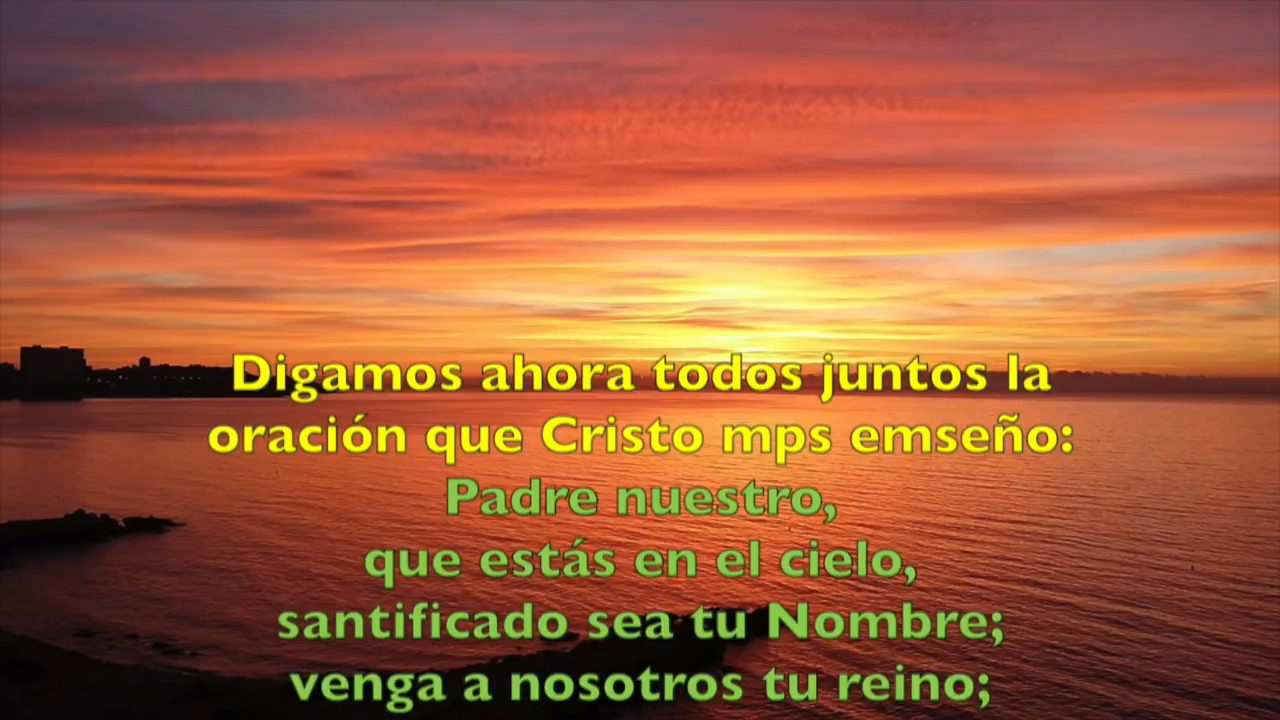 Digamos ahora todos juntos la
oración que Cristo mps emseño:
Padre nuestro,
que estás en el cielo,
santificado sea tu Nombre;
venga a nosotros tu reino;